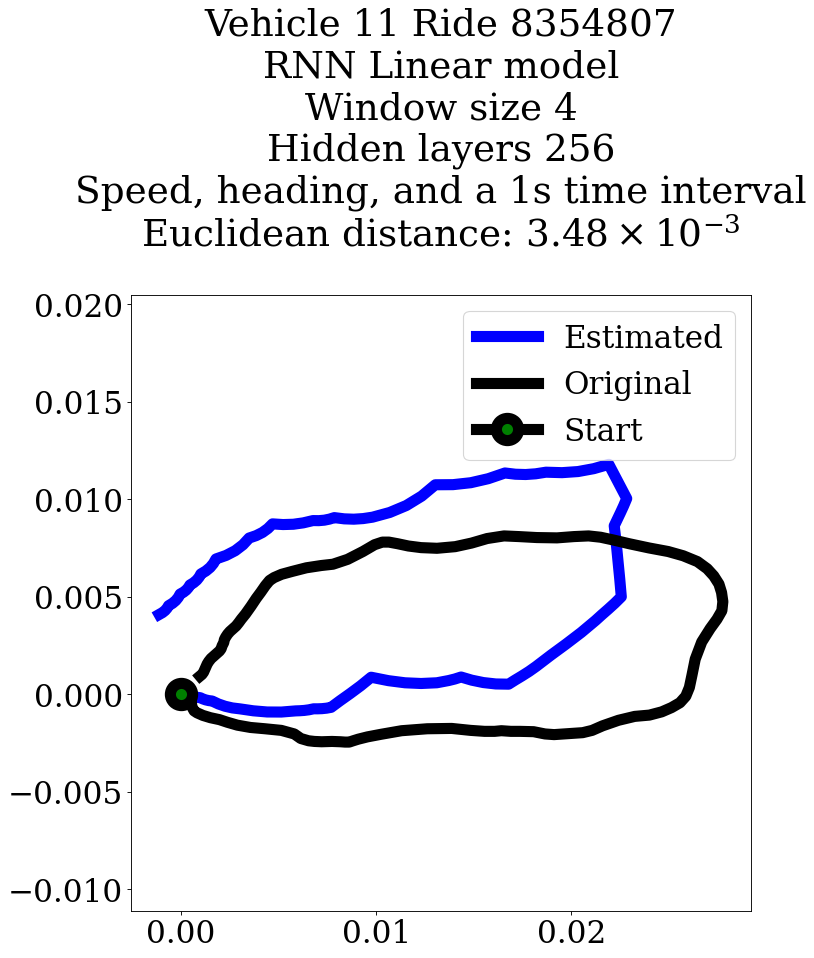 Vehicle 11 Ride 8354807
RNN Linear model
Window size 4
Hidden layers 256
Speed, heading, and a 1s time interval
Euclidean distance: 3.48 × 10⁻³
0.020
Estimated
0.015
Original
Start
0.010
0.005
0.000
−0.005
−0.010
0.00 0.01 0.02